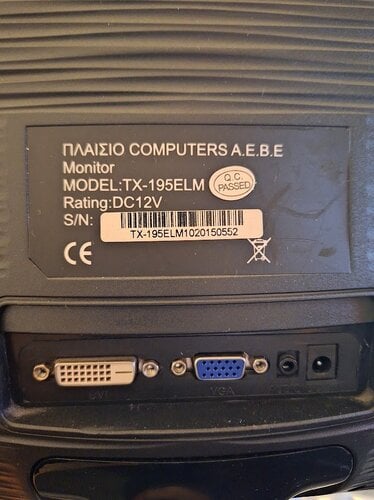 ΠΛΑΙΣΙΟ COMPUTERS A.E.B.E
Monitor
MODEL:TX-195ELM
Q.C.
PASSED
Rating:DC12V
S/N:
TX-195ELM1020150552
CE
DVI
VGA